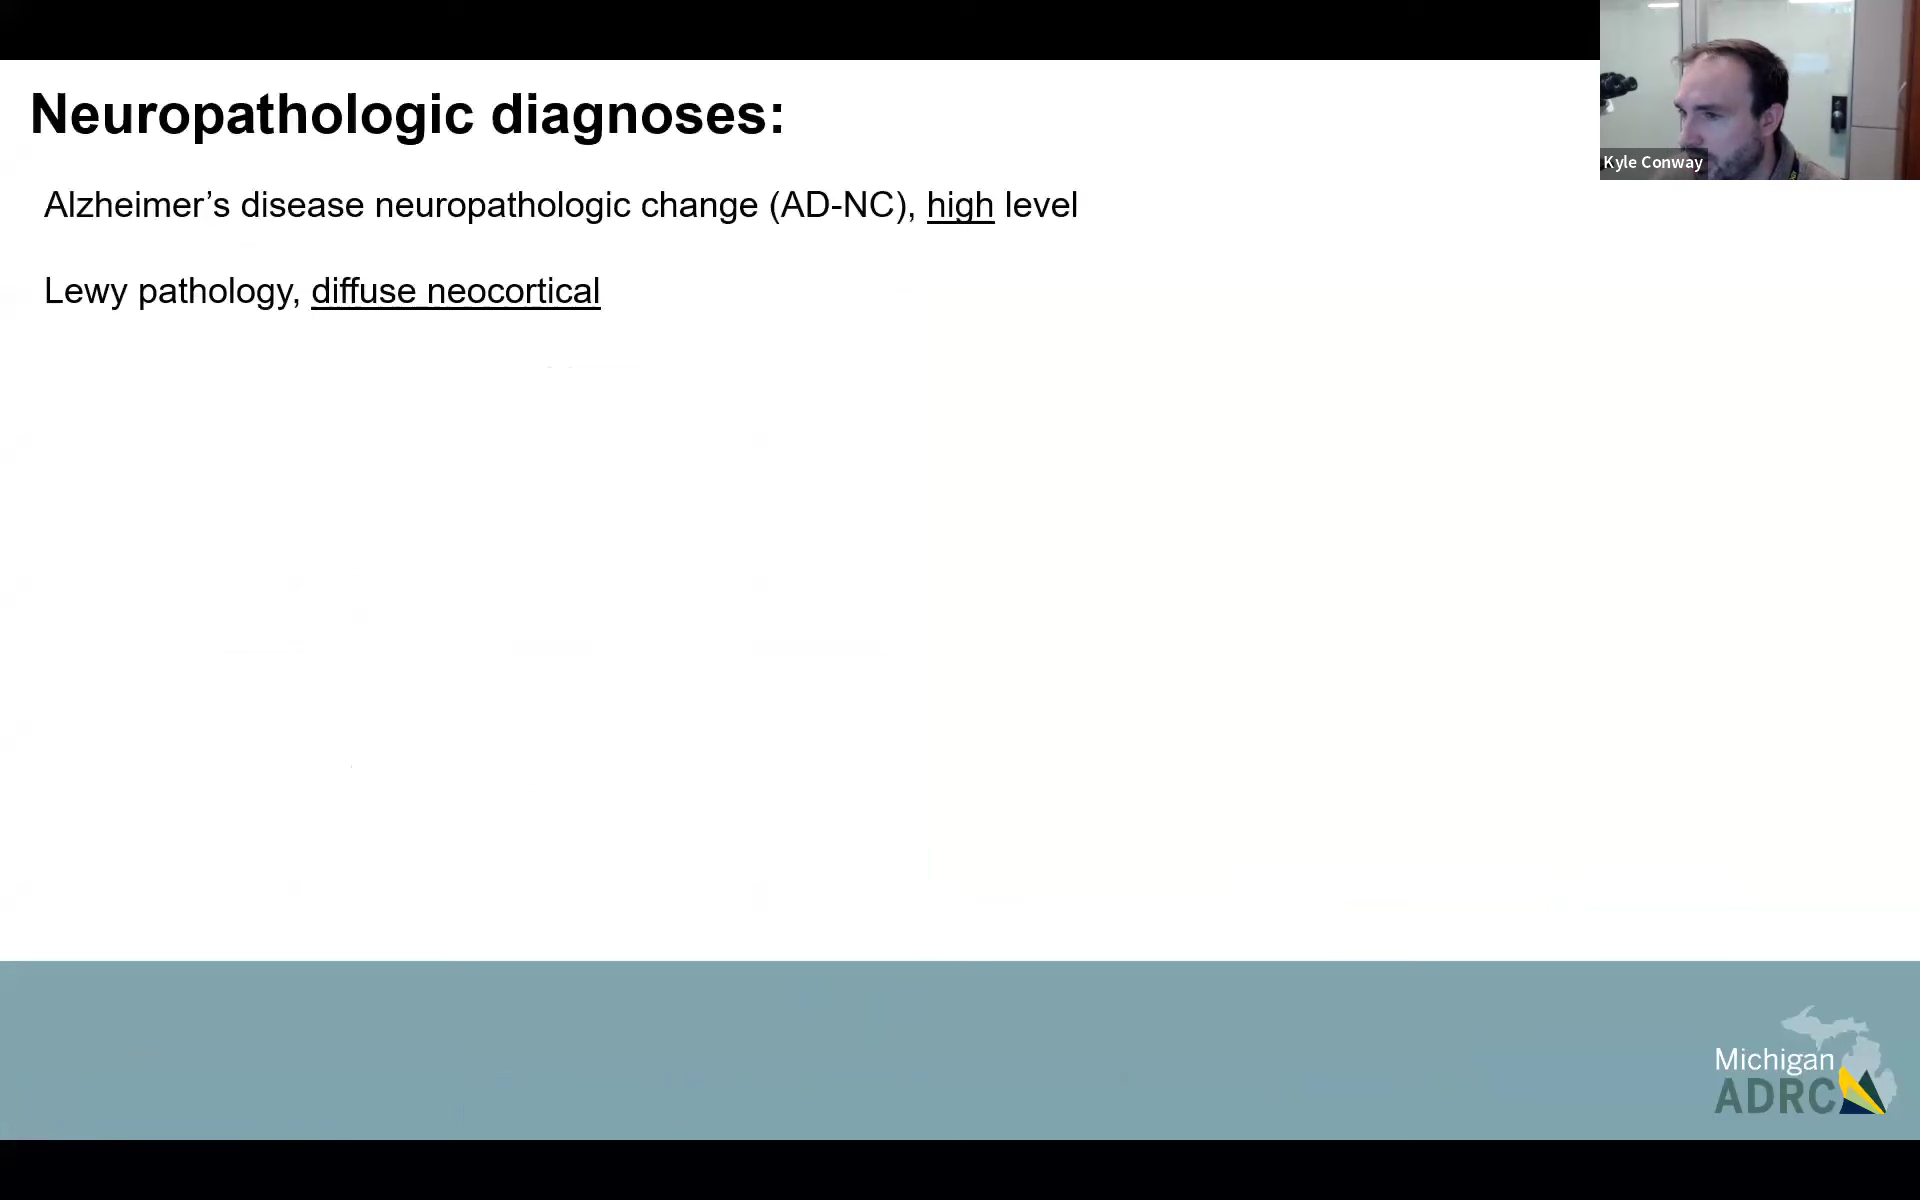 Neuropathologic diagnoses:
Kyle Conway
Alzheimer’s disease neuropathologic change (AD-NC), high level
Lewy pathology, diffuse neocortical
Michigan
ADRC